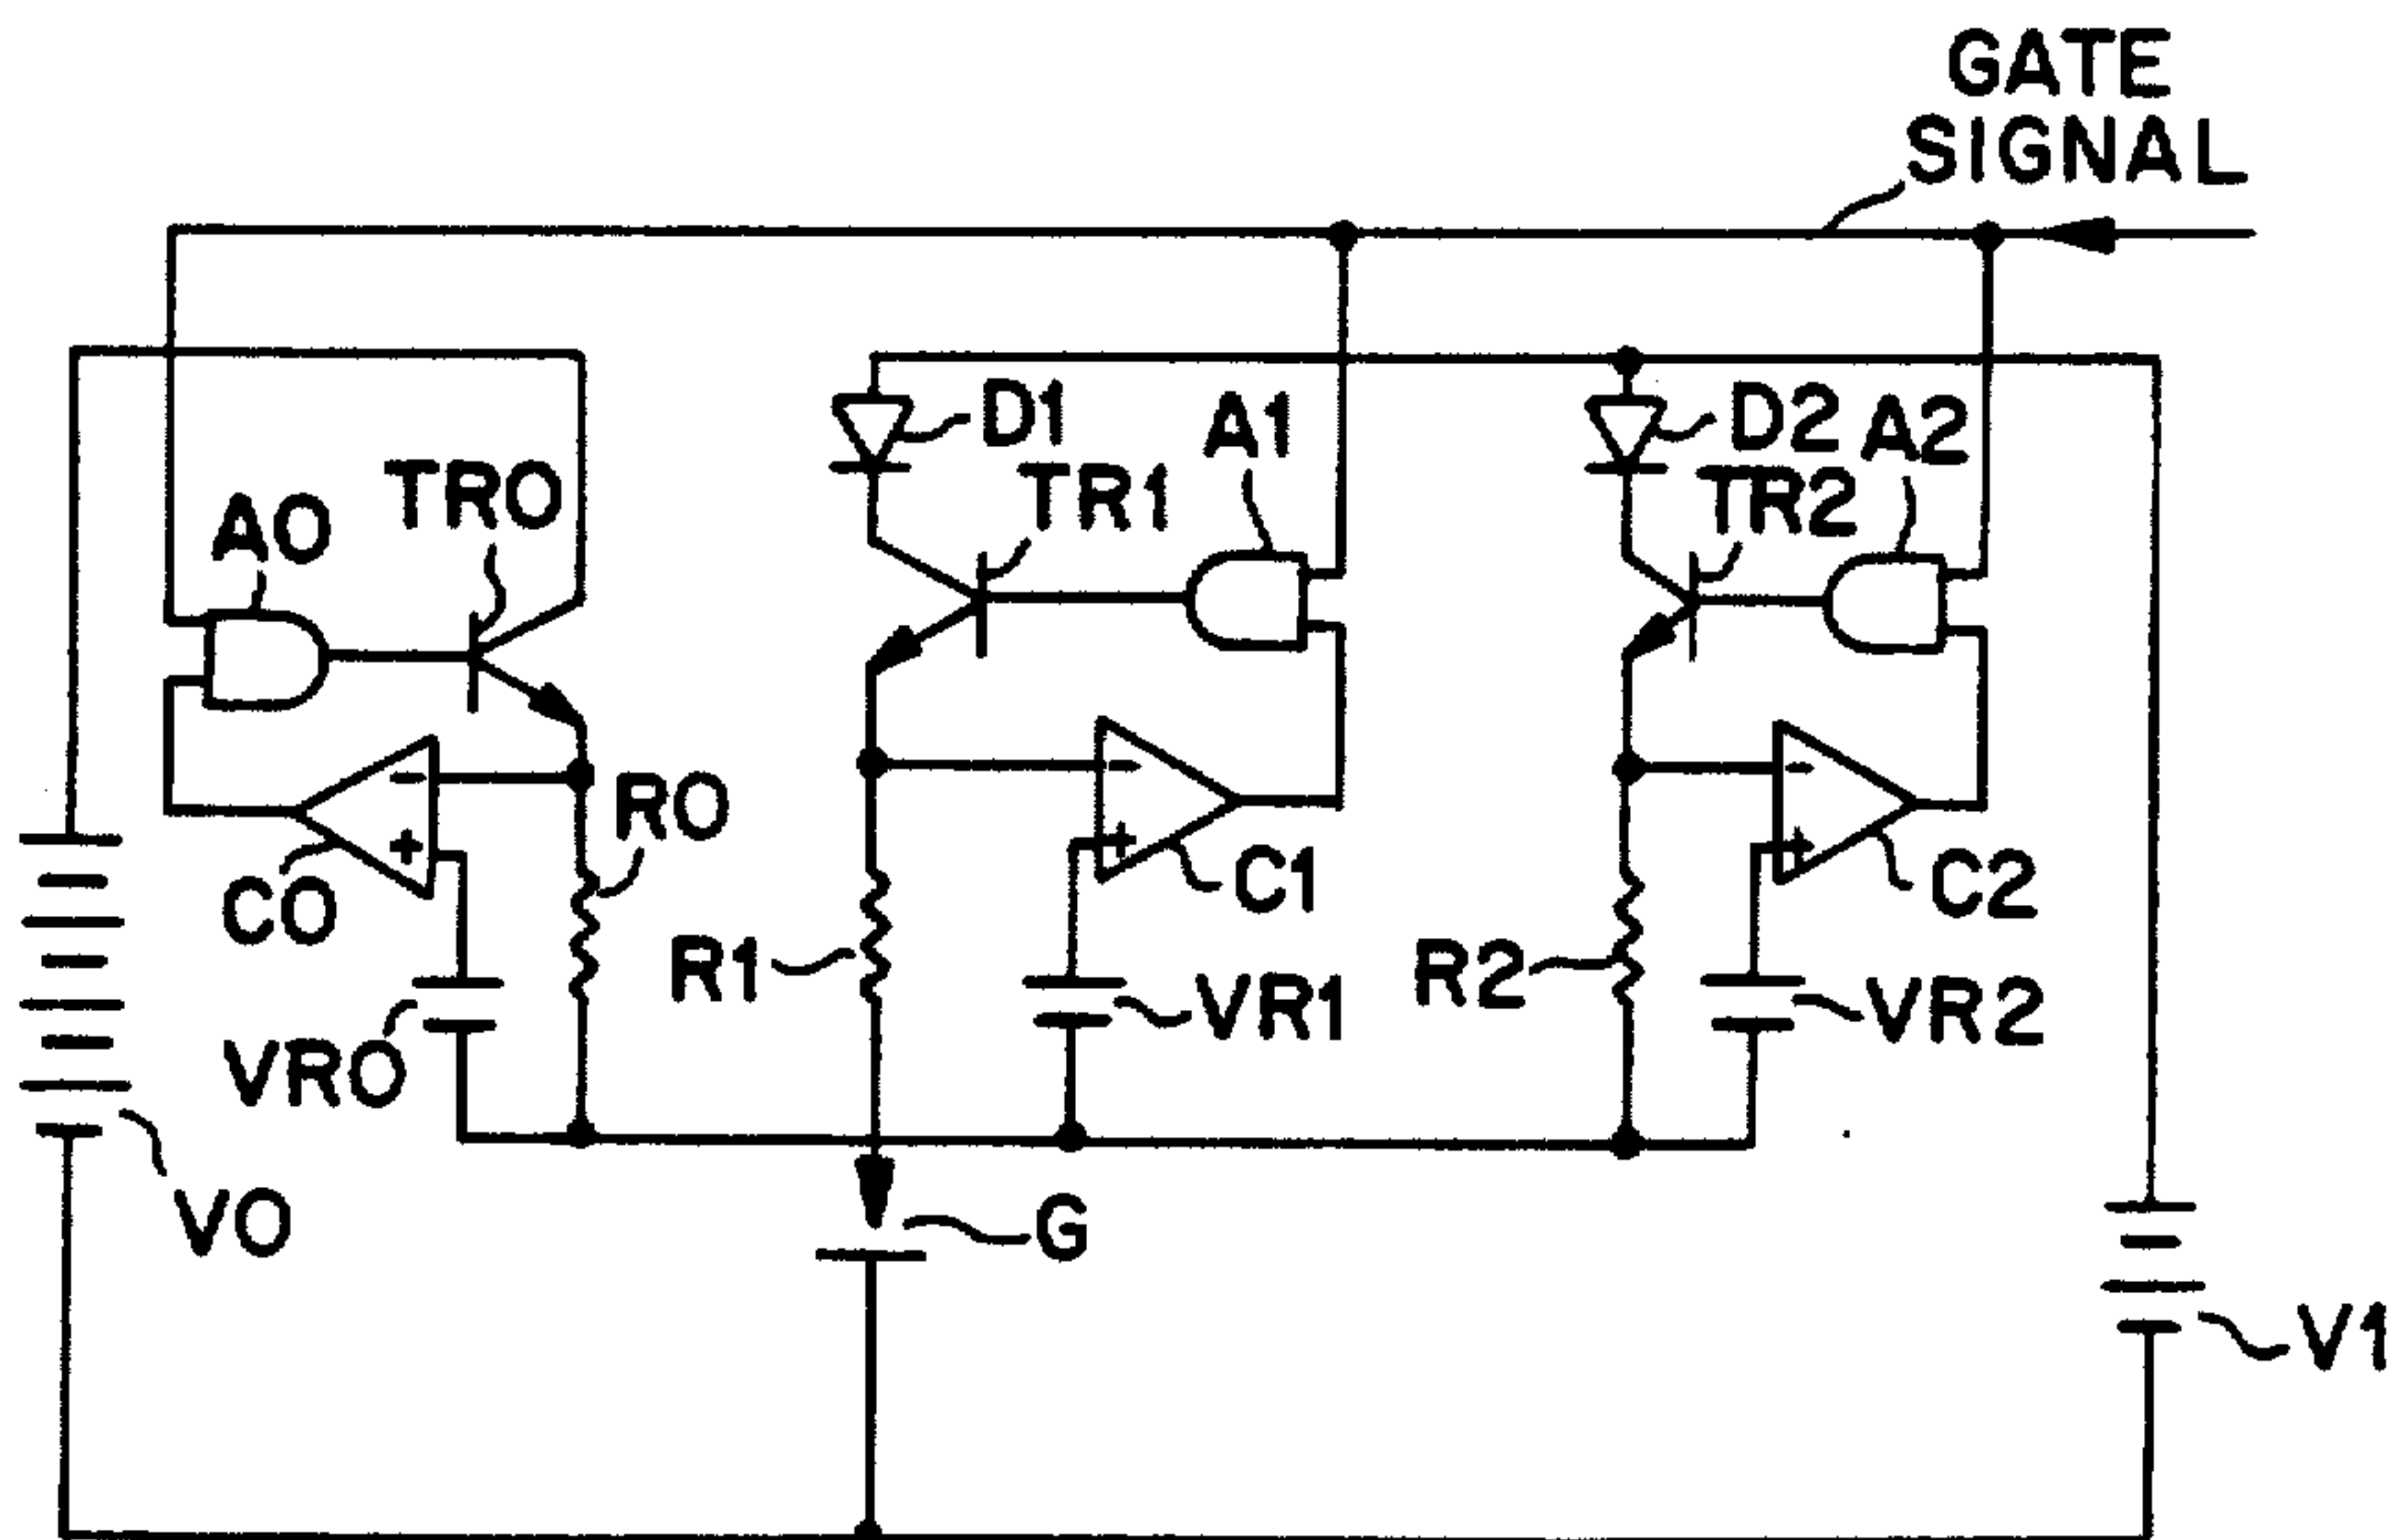 GATE
SIGNAL
D1
A1
D2
A2
TR0
TR1
TR2
A0
-
+
R0
-
+
-
+
C0
C1
C2
R1
R2
VR0
VR1
VR2
V0
G
V1